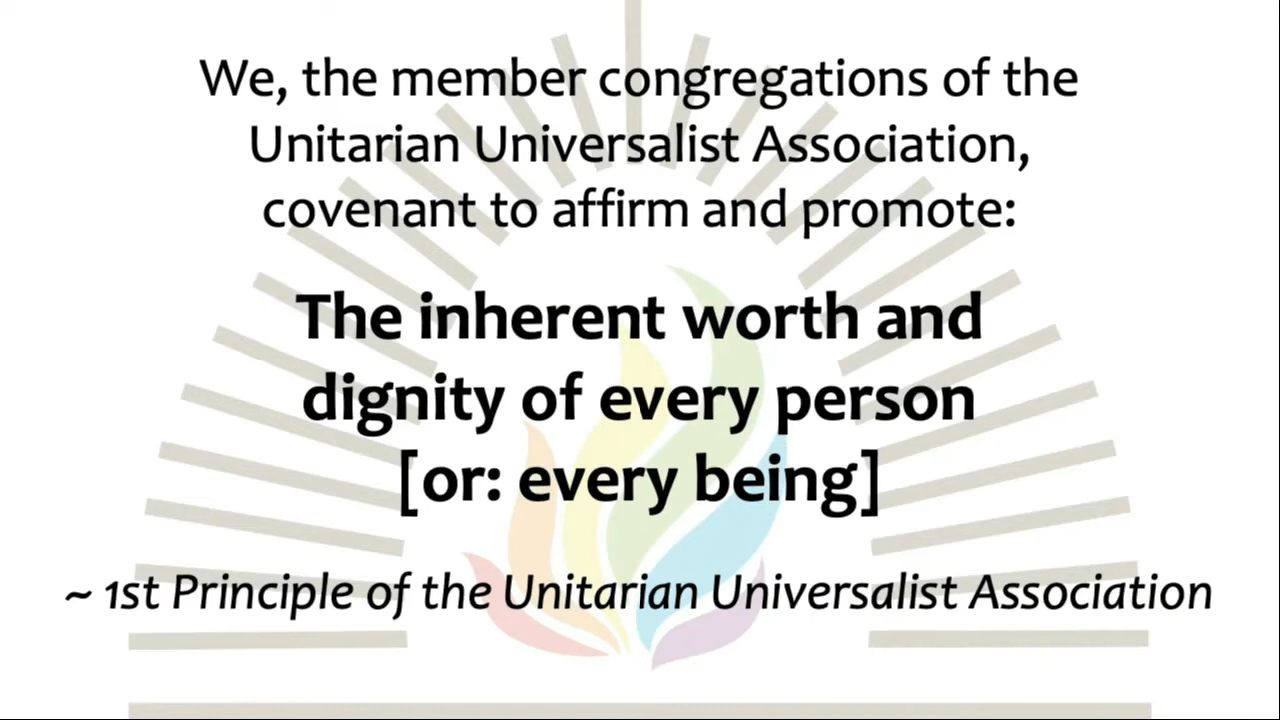 We, the member congregations of the
Unitarian Universalist Association,
covenant to affirm and promote:
The inherent worth and
dignity of every person
[or: every being]
~ 1st Principle of the Unitarian Universalist Association